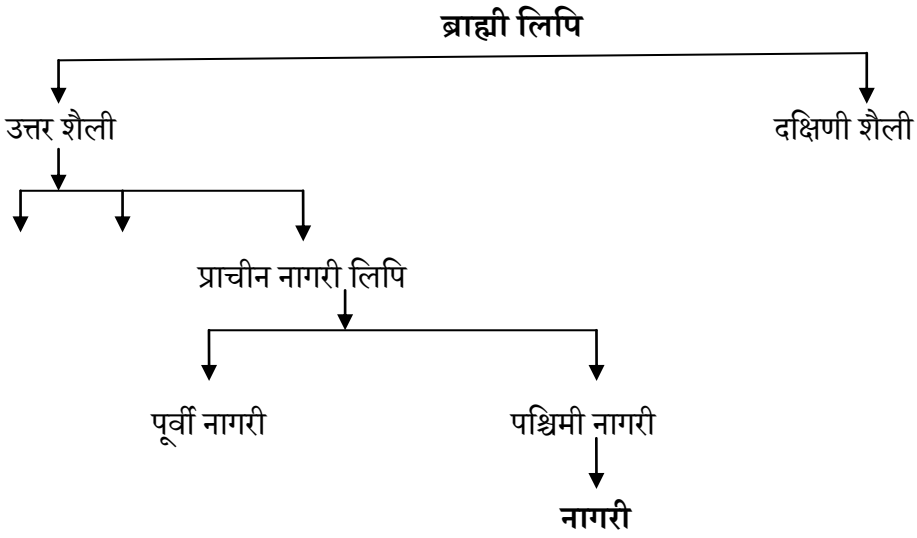 ब्राह्मी लिपि
उत्तर शैली
दक्षिणी शैली
प्राचीन नागरी लिपि
पूर्वी नागरी
पश्चिमी नागरी
नागरी